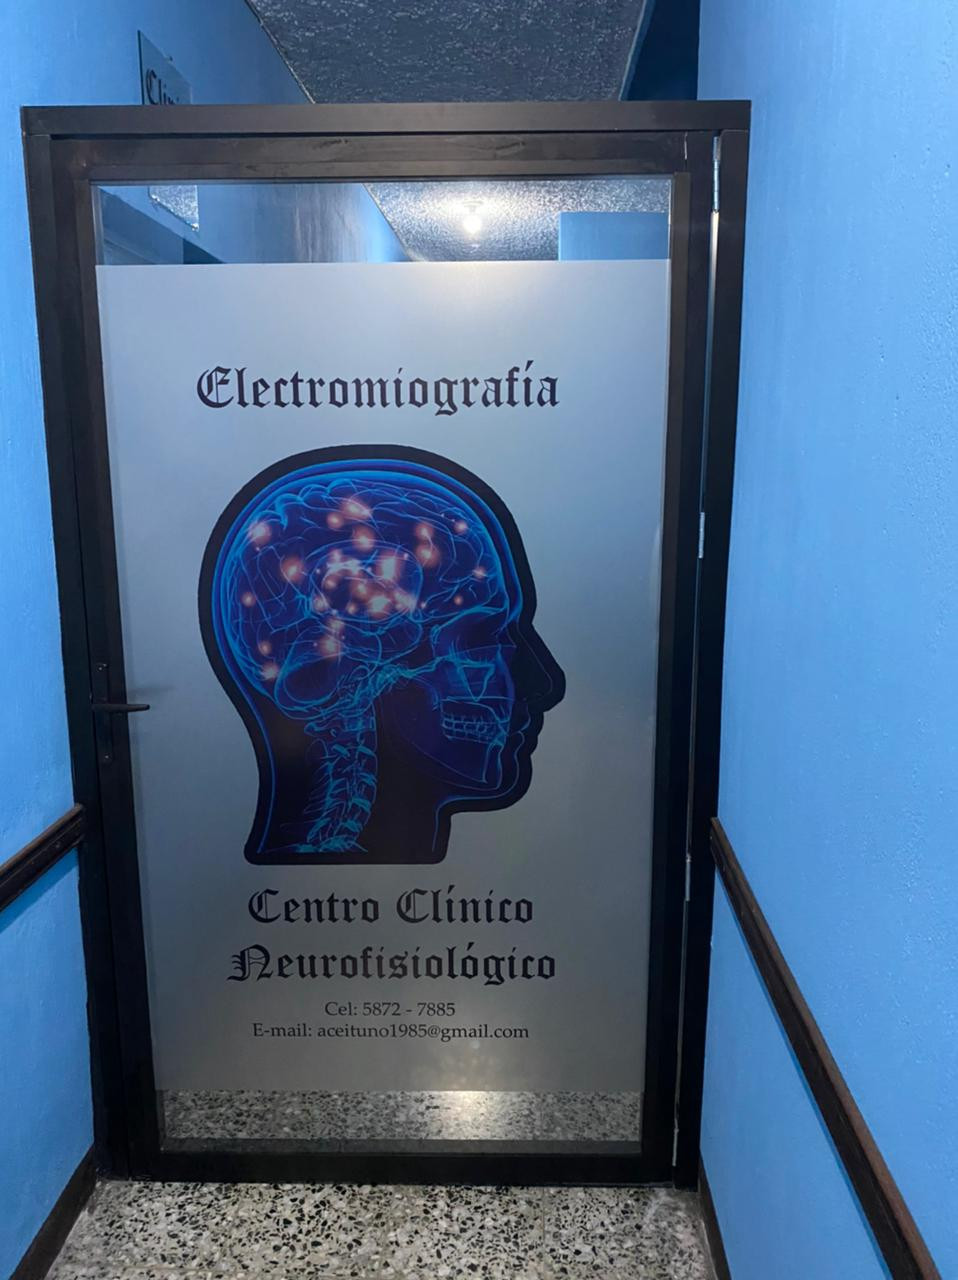 Electromiografía
Centro Clínico
Neurofisiológico
Cel: 5872 - 7885
E-mail: aceituno1985@gmail.com